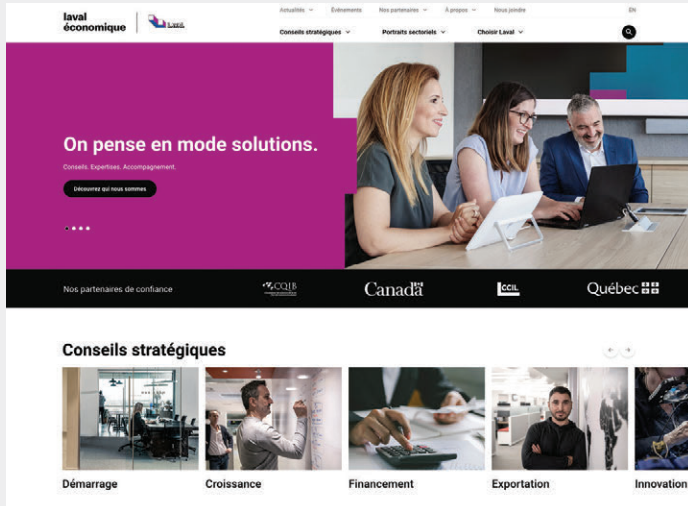 laval
économique
Laval
Actualités
Événements
Nos partenaires
À propos
Nous joindre
EN
Conseils stratégiques
Portraits sectoriels
Choisir Laval
On pense en mode solutions.
Conseils. Expertises. Accompagnement.
Découvrez qui nous sommes
Nos partenaires de confiance
CQIB
Canada
CCIL
Québec
Conseils stratégiques
Démarrage
Croissance
Financement
Exportation
Innovation